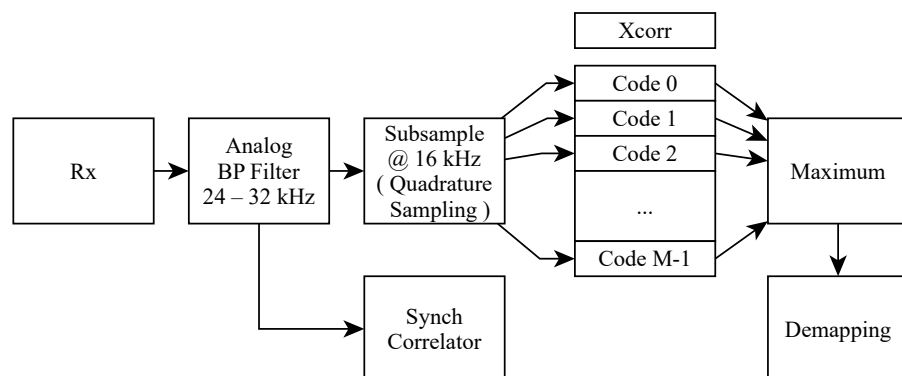 Xcorr
Code 0
Code 1
Code 2
...
Code M-1
Rx
Analog
BP Filter
24 – 32 kHz
Subsample
@ 16 kHz
( Quadrature
Sampling )
Maximum
Synch
Correlator
Demapping